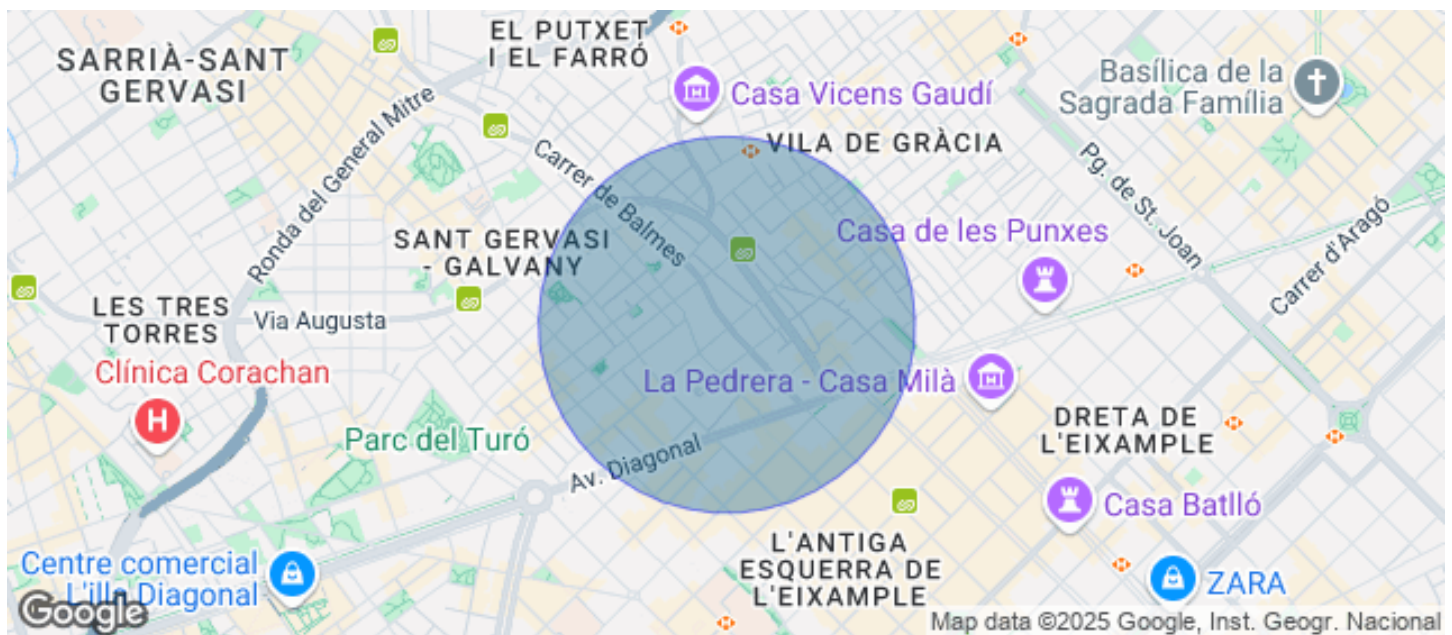 EL PUTXET
I EL FARRÓ
SARRIÀ-SANT
GERVASI
Basílica de la
Sagrada Família
Casa Vicens Gaudí
Ronda del General Mitre
Carrer de Balmes
VILA DE GRÀCIA
Pg. de St. Joan
Carrer d'Aragó
SANT GERVASI
- GALVANY
Casa de les Punxes
LES TRES
TORRES
Via Augusta
Clínica Corachan
H
La Pedrera - Casa Milà
DRETA DE
L'EIXAMPLE
Parc del Turó
Av. Diagonal
Casa Batlló
L'ANTIGA
ESQUERRA DE
L'EIXAMPLE
Centre comercial
L'illa Diagonal
ZARA
Google
Map data ©2025 Google, Inst. Geogr. Nacional